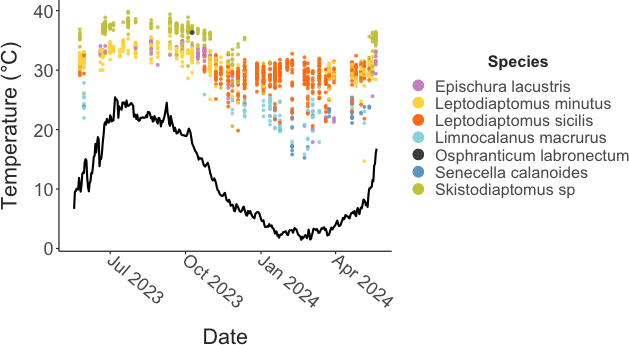 40
30
20
10
0
Temperature (°C)
Jul 2023
Oct 2023
Jan 2024
Apr 2024
Date
Species
Epischura lacustris
Leptodiaptomus minutus
Leptodiaptomus sicilis
Limnocalanus macrurus
Osphranticum labronectum
Senecella calanoides
Skistodiaptomus sp